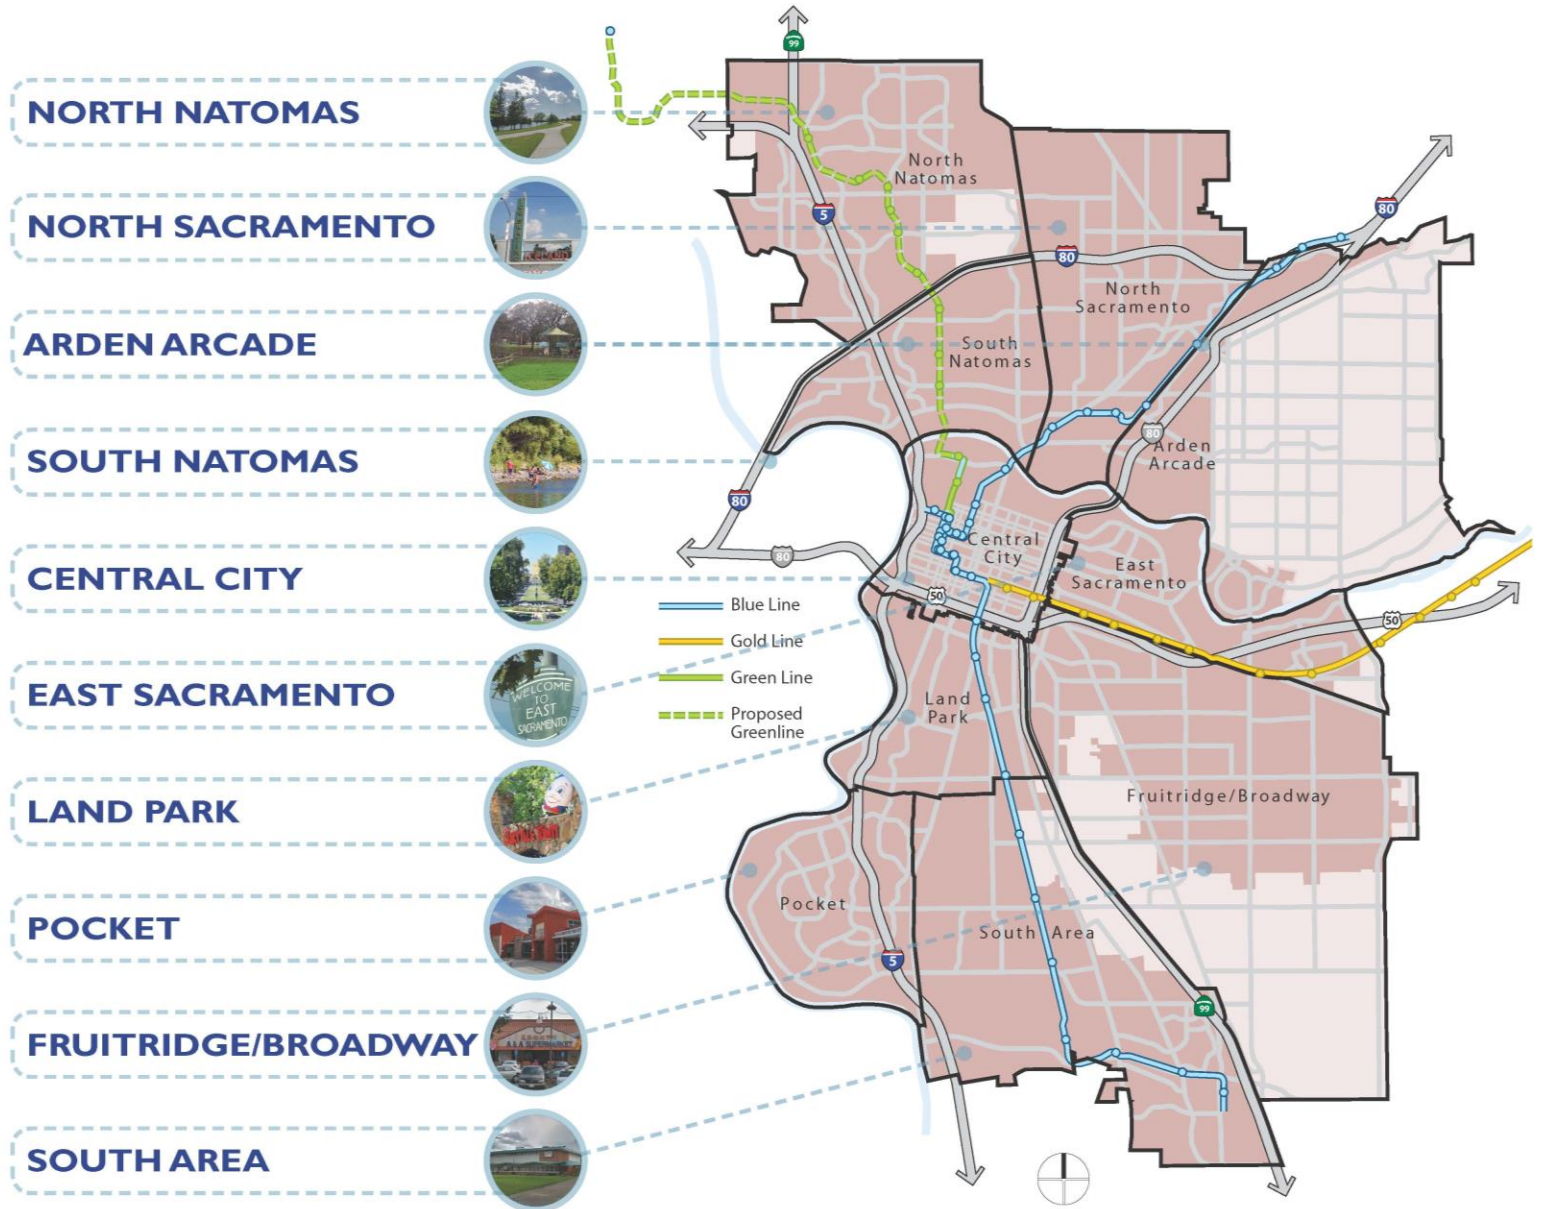 NORTH NATOMAS
NORTH SACRAMENTO
ARDEN ARCADE
SOUTH NATOMAS
CENTRAL CITY
EAST SACRAMENTO
WELCOME
TO
EAST
SACRAMENTO
LAND PARK
POCKET
FRUITRIDGE/BROADWAY
A & A SUPERMARKET
SOUTH AREA
99
North
Natomas
5
80
80
North
Sacramento
South
Natomas
80
Arden
Arcade
80
80
Central
City
East
Sacramento
50
50
Blue Line
Gold Line
Green Line
Proposed
Greenline
Land
Park
Fruitridge/Broadway
Pocket
South Area
5
99